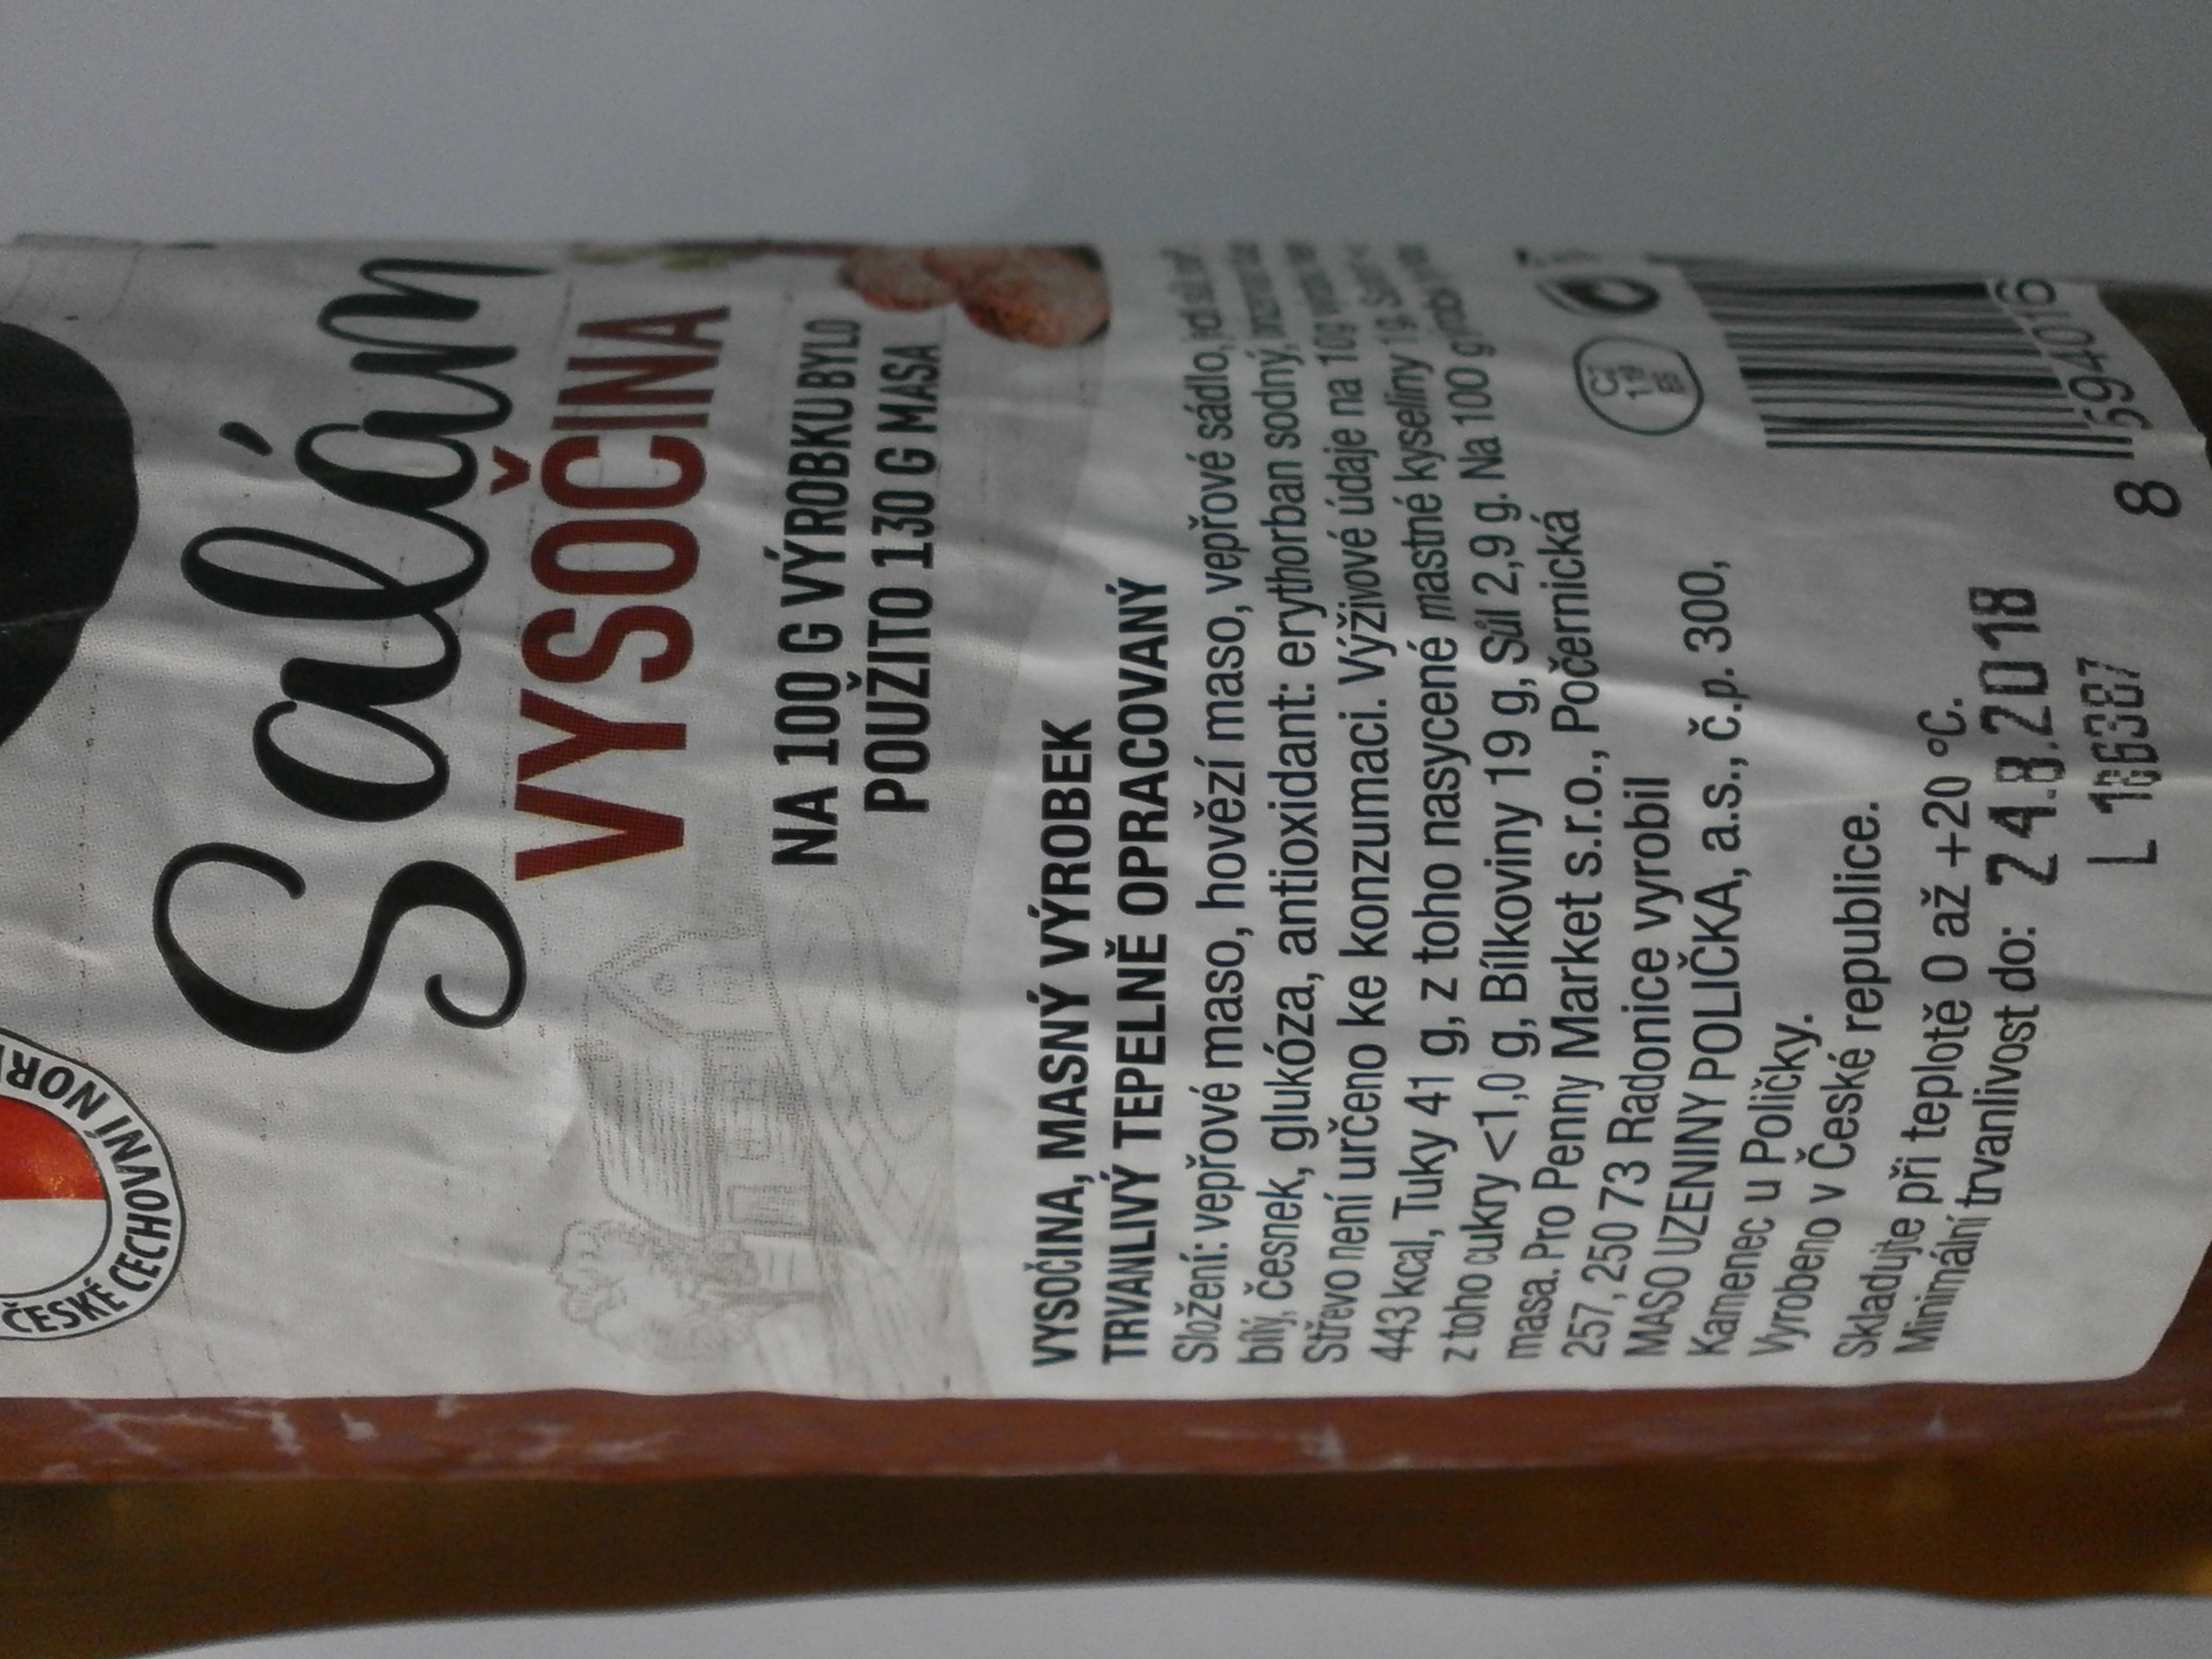 ČESKÉ CECHOVNÍ
Salám
VYSOČINA
NA 100 G VÝROBKU BYLO
POUŽITO 130 G MASA
VYSOČINA, MASNÝ VÝROBEK
TRVANLIVÝ TEPELNĚ OPRACOVANÝ
Složení: vepřové maso, hovězí maso, vepřové sádlo,
bílý, česnek, glukóza, antioxidant: erythorban sodný,
Střevo není určeno ke konzumaci. Výživové údaje na
443 kcal, Tuky 41 g, z toho nasycené mastné kyseliny
z toho cukry <1,0 g, Bílkoviny 19 g, Sůl 2,9 g. Na 100 g
masa. Pro Penny Market s.r.o., Počernická
257, 250 73 Radonice vyrobil
MASO UZENINY POLIČKA, a.s., č.p. 300,
Kamenec u Poličky.
Vyrobeno v České republice.
Skladujte při teplotě 0 až +20 °C.
Minimální trvanlivost do: 24.8.2018
L 186387
CZ
8 594016